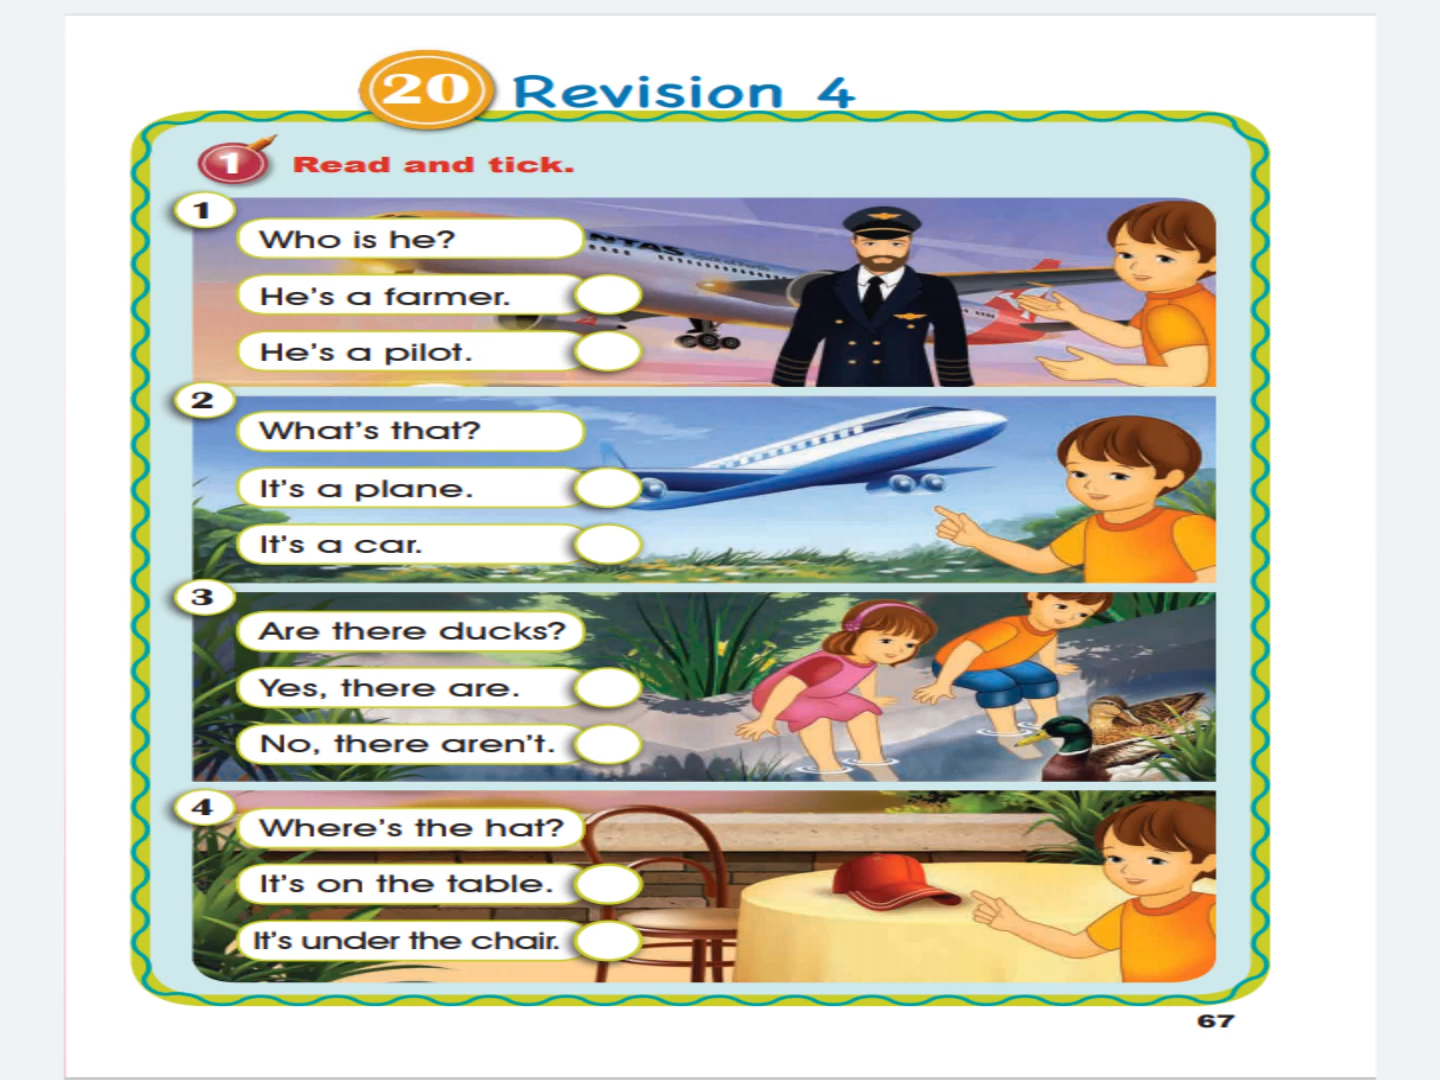 20 Revision 4
1 Read and tick.
1
Who is he?
He's a farmer.
He's a pilot.
NTAS
2
What's that?
It's a plane.
It's a car.
3
Are there ducks?
Yes, there are.
No, there aren't.
4
Where's the hat?
It's on the table.
It's under the chair.
67